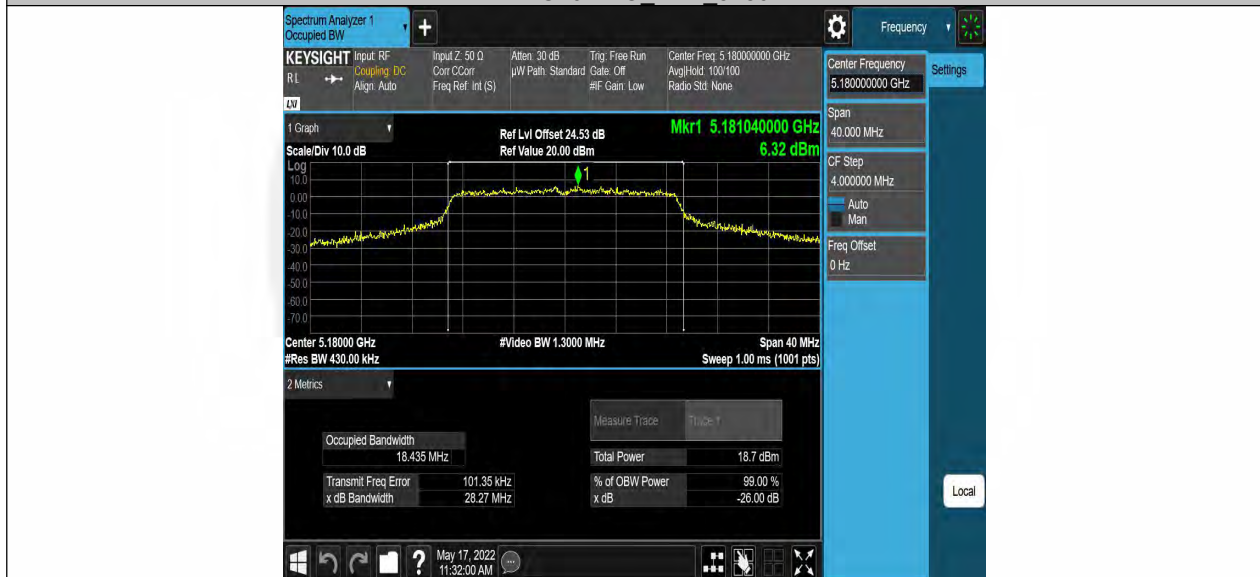 Spectrum Analyzer 1
Occupied BW
+
Frequency
KEYSIGHT
Input: RF
Coupling: DC
Align: Auto
Input Z: 50 Ω
Corr CCorr
Freq Ref: Int (S)
Atten: 30 dB
µW Path: Standard
Trig: Free Run
Gate: Off
#IF Gain: Low
Center Freq: 5.180000000 GHz
Avg|Hold: 100/100
Radio Std: None
R L
LXI
Center Frequency
5.180000000 GHz
Settings
Span
40.000 MHz
CF Step
4.000000 MHz
Auto
Man
Freq Offset
0 Hz
1 Graph
Ref Lvl Offset 24.53 dB
Mkr1 5.181040000 GHz
Scale/Div 10.0 dB
Ref Value 20.00 dBm
6.32 dBm
Log
1
10.0
0.00
-10.0
-20.0
-30.0
-40.0
-50.0
-60.0
-70.0
Center 5.18000 GHz
#Video BW 1.3000 MHz
Span 40 MHz
#Res BW 430.00 kHz
Sweep 1.00 ms (1001 pts)
2 Metrics
Measure Trace
Trace 1
Occupied Bandwidth
18.435 MHz
Total Power
18.7 dBm
Transmit Freq Error
101.35 kHz
% of OBW Power
99.00 %
x dB Bandwidth
28.27 MHz
x dB
-26.00 dB
Local
?
May 17, 2022
11:32:00 AM